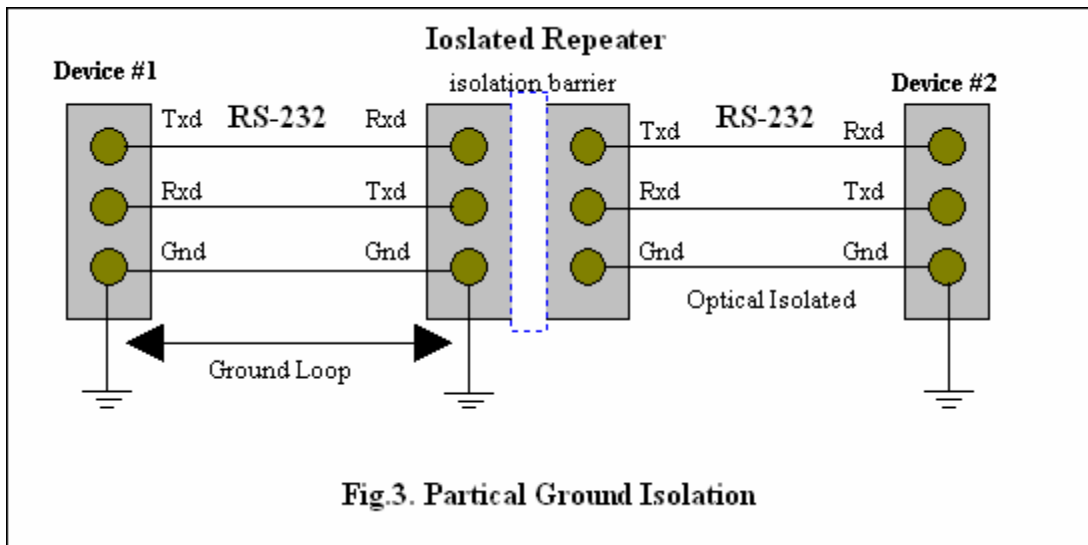 Ioslated Repeater
Device #1
isolation barrier
Device #2
Txd RS-232 Rxd
Txd RS-232 Rxd
Rxd Txd
Rxd Txd
Gnd Gnd
Gnd Gnd
Optical Isolated
Ground Loop
Fig.3. Partical Ground Isolation